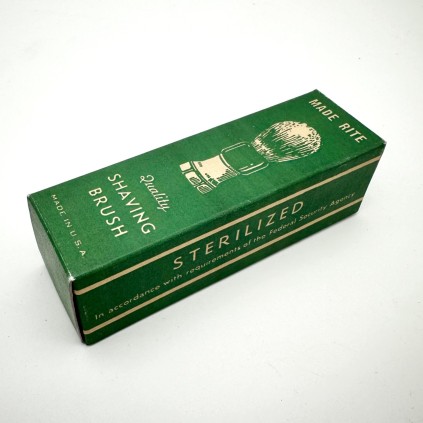 MADE RITE
Quality
SHAVING
BRUSH
MADE IN U.S.A.
STERILIZED
In accordance with requirements of the Federal Security Agency